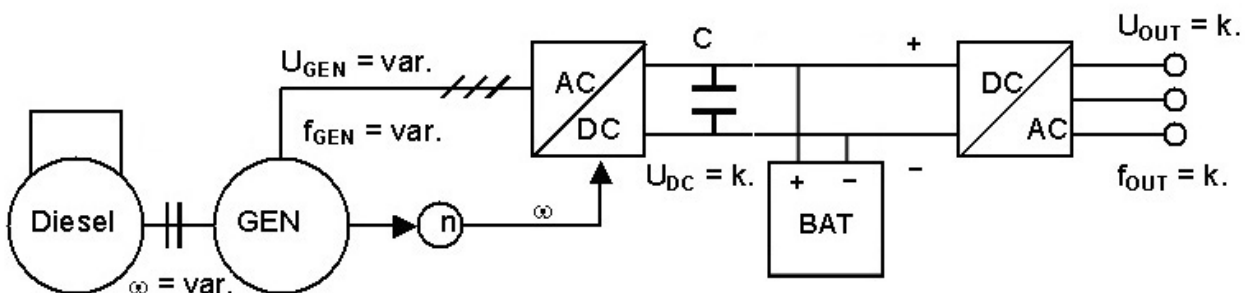 U_GEN = var.
f_GEN = var.
Diesel
GEN
ω = var.
n
ω
AC
DC
C
U_DC = k.
+
−
+ −
BAT
DC
AC
U_OUT = k.
f_OUT = k.